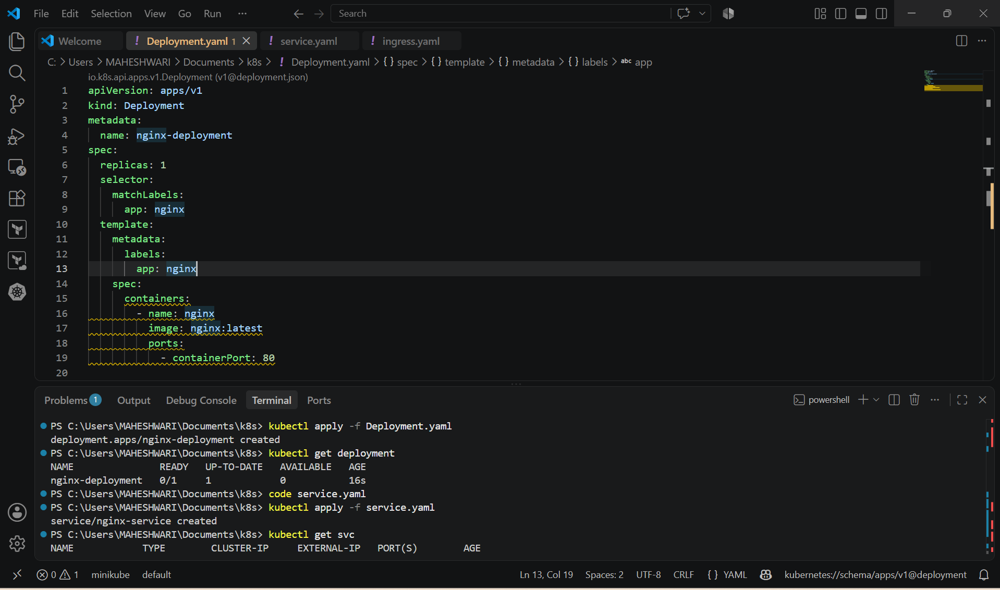 File Edit Selection View Go Run ···
Search
Welcome
! Deployment.yaml 1
! service.yaml
! ingress.yaml
C: > Users > MAHESHWARI > Documents > k8s > ! Deployment.yaml > {} spec > {} template > {} metadata > {} labels > abc app
io.k8s.api.apps.v1.Deployment (v1@deployment.json)
1 apiVersion: apps/v1
2 kind: Deployment
3 metadata:
4   name: nginx-deployment
5 spec:
6   replicas: 1
7   selector:
8     matchLabels:
9       app: nginx
10   template:
11     metadata:
12       labels:
13         app: nginx
14     spec:
15       containers:
16         - name: nginx
17           image: nginx:latest
18           ports:
19             - containerPort: 80
20
Problems 1 Output Debug Console Terminal Ports
powershell
PS C:\Users\MAHESHWARI\Documents\k8s> kubectl apply -f Deployment.yaml
deployment.apps/nginx-deployment created
PS C:\Users\MAHESHWARI\Documents\k8s> kubectl get deployment
NAME READY UP-TO-DATE AVAILABLE AGE
nginx-deployment 0/1 1 0 16s
PS C:\Users\MAHESHWARI\Documents\k8s> code service.yaml
PS C:\Users\MAHESHWARI\Documents\k8s> kubectl apply -f service.yaml
service/nginx-service created
PS C:\Users\MAHESHWARI\Documents\k8s> kubectl get svc
NAME TYPE CLUSTER-IP EXTERNAL-IP PORT(S) AGE
0 1 minikube default
Ln 13, Col 19 Spaces: 2 UTF-8 CRLF {} YAML kubernetes://schema/apps/v1@deployment